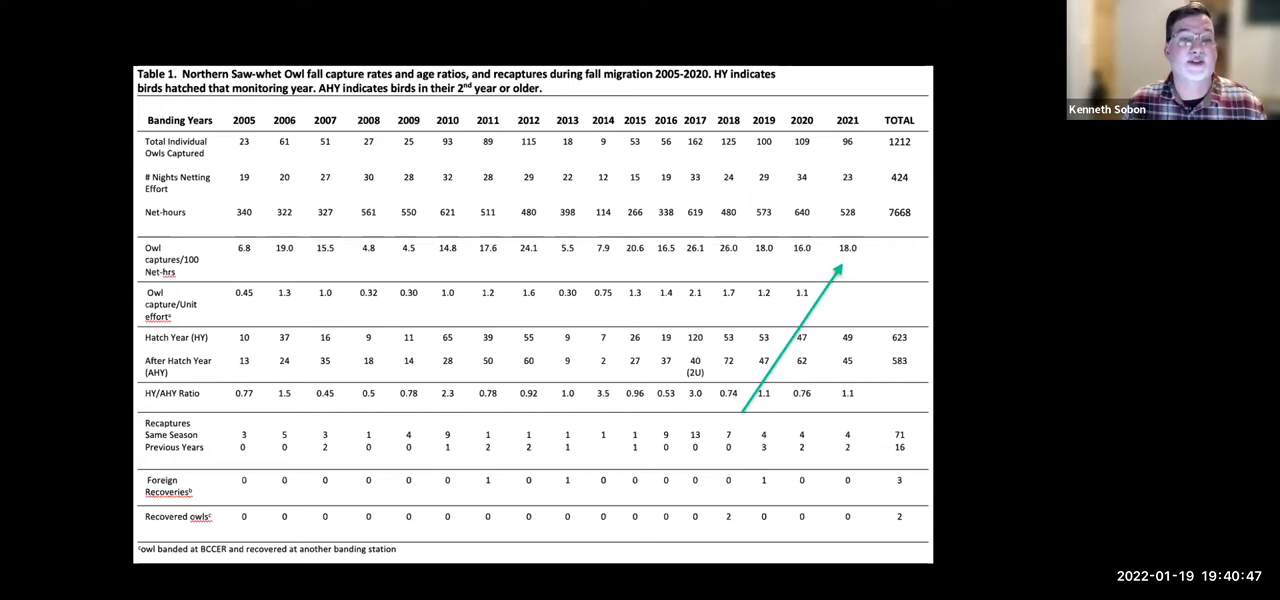 Table 1. Northern Saw-whet Owl fall capture rates and age ratios, and recaptures during fall migration 2005-2020. HY indicates
birds hatched that monitoring year. AHY indicates birds in their 2nd year or older.
Banding Years 2005 2006 2007 2008 2009 2010 2011 2012 2013 2014 2015 2016 2017 2018 2019 2020 2021 TOTAL
Total Individual
Owls Captured 23 61 51 27 25 93 89 115 18 9 53 56 162 125 100 109 96 1212
# Nights Netting
Effort 19 20 27 30 28 32 28 29 22 12 15 19 33 24 29 34 23 424
Net-hours 340 322 327 561 550 621 511 480 398 114 266 338 619 480 573 640 528 7668
Owl 6.8 19.0 15.5 4.8 4.5 14.8 17.6 24.1 5.5 7.9 20.6 16.5 26.1 26.0 18.0 16.0 18.0
captures/100
Net-hrs
Owl 0.45 1.3 1.0 0.32 0.30 1.0 1.2 1.6 0.30 0.75 1.3 1.4 2.1 1.7 1.2 1.1
capture/Unit
effortᵃ
Hatch Year (HY) 10 37 16 9 11 65 39 55 9 7 26 19 120 53 53 47 49 623
After Hatch Year 13 24 35 18 14 28 50 60 9 2 27 37 40 72 47 62 45 583
(AHY) (2U)
HY/AHY Ratio 0.77 1.5 0.45 0.5 0.78 2.3 0.78 0.92 1.0 3.5 0.96 0.53 3.0 0.74 1.1 0.76 1.1
Recaptures
Same Season 3 5 3 1 4 9 1 1 1 1 1 9 13 7 4 4 4 71
Previous Years 0 0 2 0 0 1 2 2 1 1 0 0 0 3 2 2 16
Foreign 0 0 0 0 0 0 1 0 1 0 0 0 0 0 1 0 0 3
Recoveriesᵇ
Recovered owlsᶜ 0 0 0 0 0 0 0 0 0 0 0 0 0 2 0 0 0 2
ᶜowl banded at BCCER and recovered at another banding station
Kenneth Sobon
2022-01-19 19:40:47